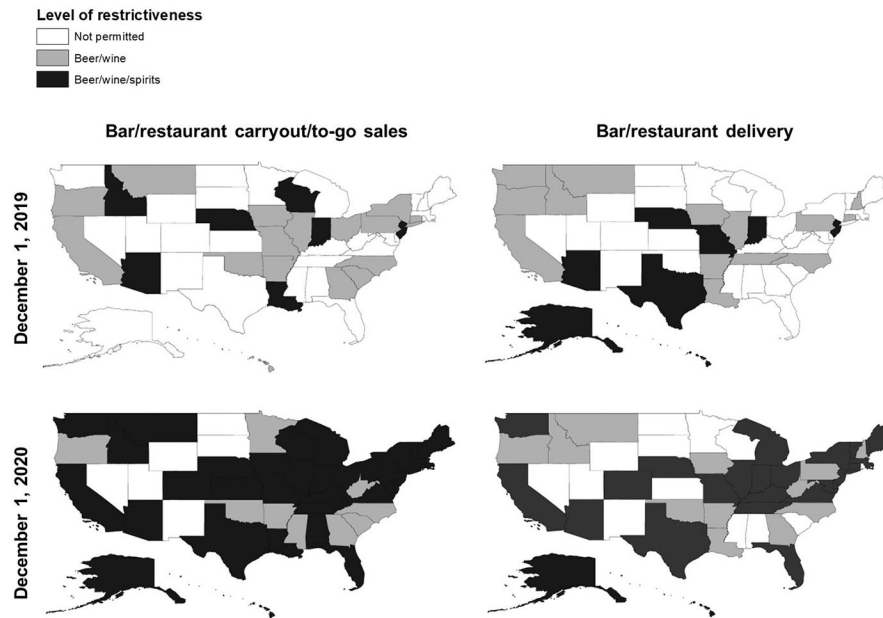 Level of restrictiveness
Not permitted
Beer/wine
Beer/wine/spirits
Bar/restaurant carryout/to-go sales
Bar/restaurant delivery
December 1, 2019
December 1, 2020